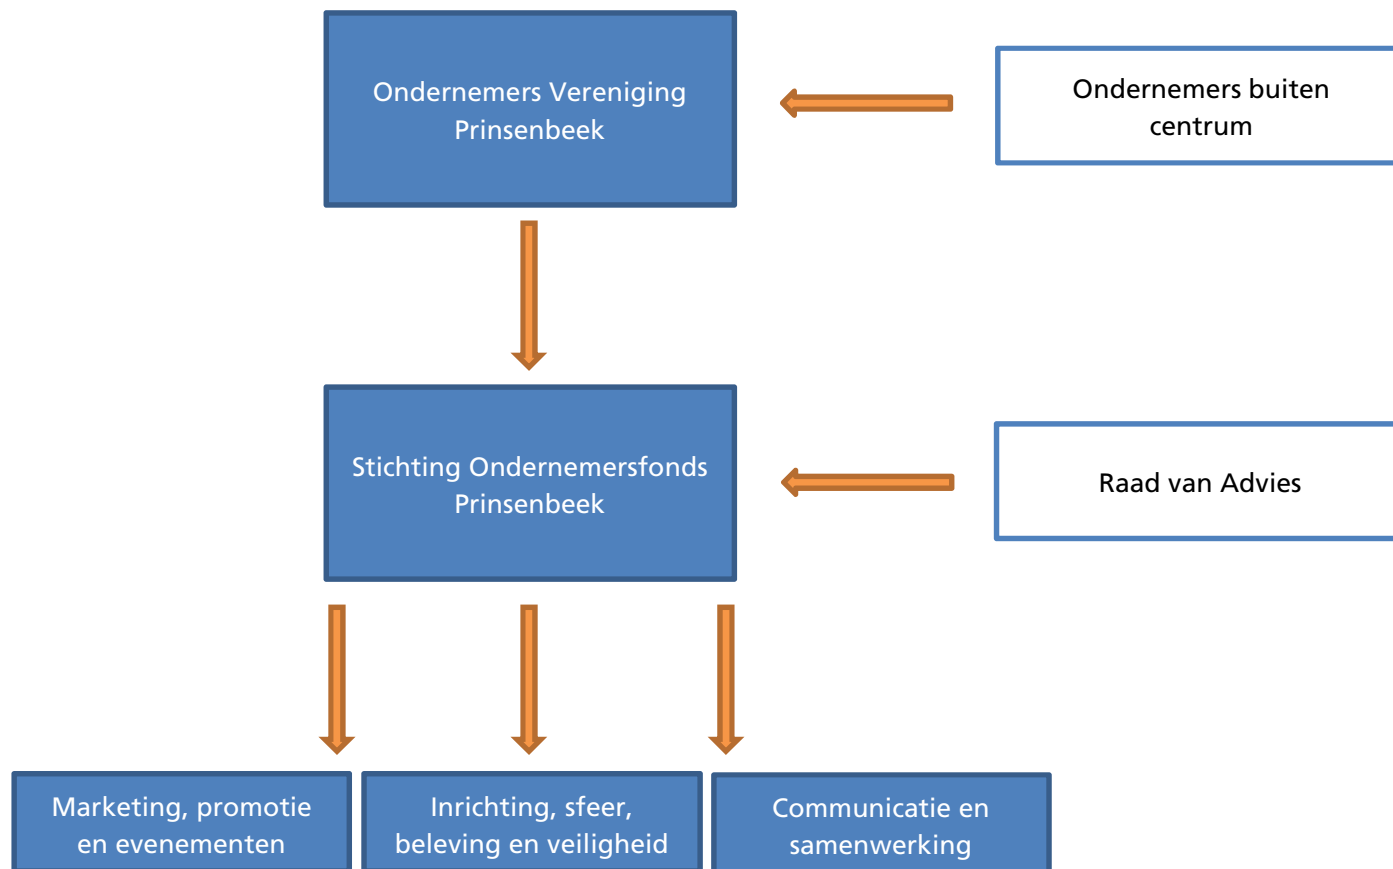 Ondernemers Vereniging
Prinsenbeek
Ondernemers buiten
centrum
Stichting Ondernemersfonds
Prinsenbeek
Raad van Advies
Marketing, promotie
en evenementen
Inrichting, sfeer,
beleving en veiligheid
Communicatie en
samenwerking